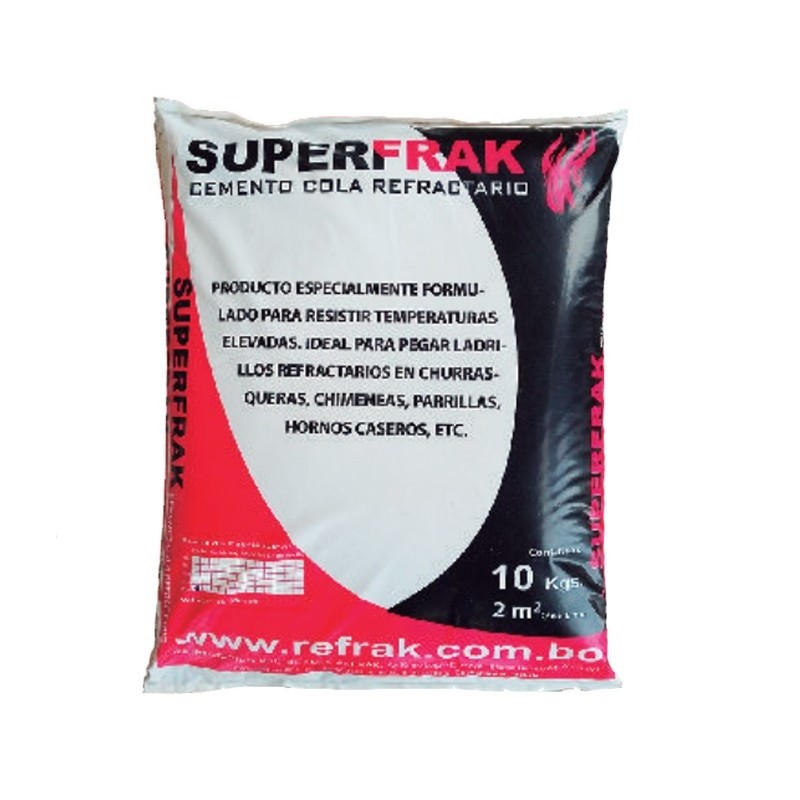 SUPERFRAK
CEMENTO COLA REFRACTARIO
PRODUCTO ESPECIALMENTE FORMU-
LADO PARA RESISTIR TEMPERATURAS
ELEVADAS. IDEAL PARA PEGAR LADRI-
LLOS REFRACTARIOS EN CHURRAS-
QUERAS, CHIMENEAS, PARRILLAS,
HORNOS CASEROS, ETC.
SUPERFRAK
SUPERFRAK
10 Kgs.
2 m²
www.refrak.com.bo